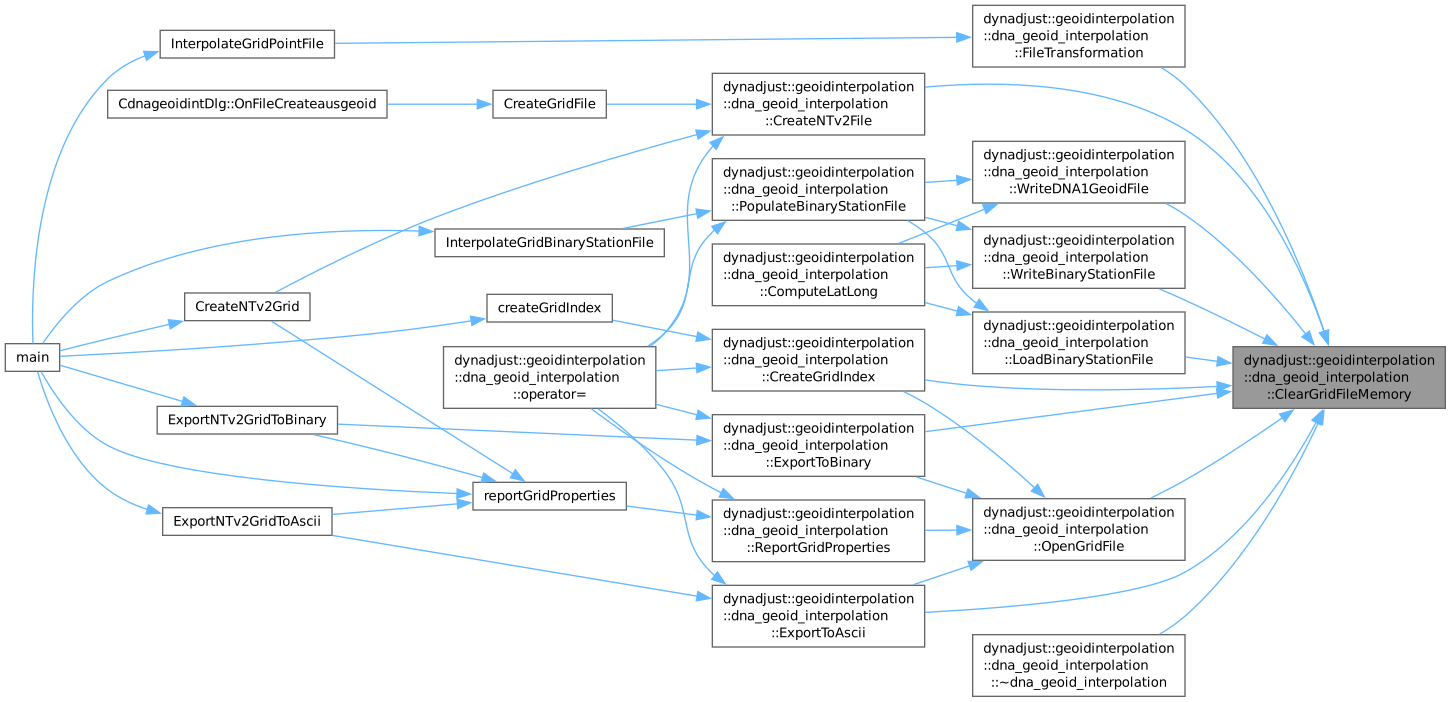 main
InterpolateGridPointFile
CdnageoidintDlg::OnFileCreateausgeoid
CreateNTv2Grid
ExportNTv2GridToBinary
ExportNTv2GridToAscii
CreateGridFile
InterpolateGridBinaryStationFile
createGridIndex
dynadjust::geoidinterpolation
::dna_geoid_interpolation
::operator=
reportGridProperties
dynadjust::geoidinterpolation
::dna_geoid_interpolation
::CreateNTv2File
dynadjust::geoidinterpolation
::dna_geoid_interpolation
::PopulateBinaryStationFile
dynadjust::geoidinterpolation
::dna_geoid_interpolation
::ComputeLatLong
dynadjust::geoidinterpolation
::dna_geoid_interpolation
::CreateGridIndex
dynadjust::geoidinterpolation
::dna_geoid_interpolation
::ExportToBinary
dynadjust::geoidinterpolation
::dna_geoid_interpolation
::ReportGridProperties
dynadjust::geoidinterpolation
::dna_geoid_interpolation
::ExportToAscii
dynadjust::geoidinterpolation
::dna_geoid_interpolation
::FileTransformation
dynadjust::geoidinterpolation
::dna_geoid_interpolation
::WriteDNA1GeoidFile
dynadjust::geoidinterpolation
::dna_geoid_interpolation
::WriteBinaryStationFile
dynadjust::geoidinterpolation
::dna_geoid_interpolation
::LoadBinaryStationFile
dynadjust::geoidinterpolation
::dna_geoid_interpolation
::OpenGridFile
dynadjust::geoidinterpolation
::dna_geoid_interpolation
::~dna_geoid_interpolation
dynadjust::geoidinterpolation
::dna_geoid_interpolation
::ClearGridFileMemory